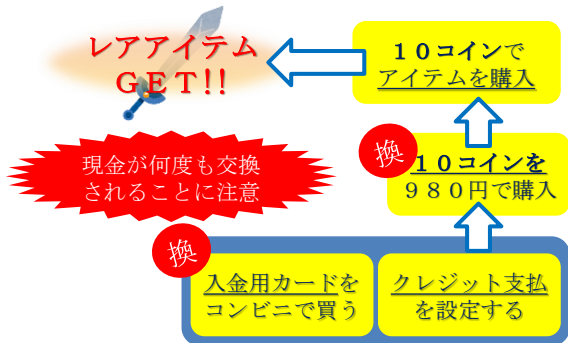 レアアイテム
GET!!
10コインで
アイテムを購入
換
10コインを
980円で購入
現金が何度も交換
されることに注意
換
入金用カードを
コンビニで買う
クレジット支払
を設定する